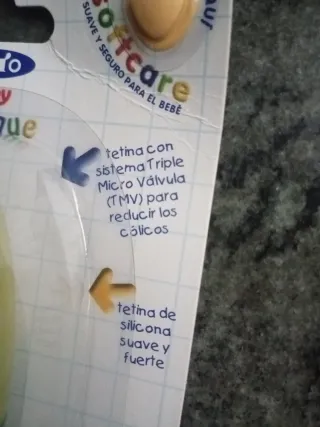 softcare
SUAVE Y SEGURO PARA EL BEBÉ
tetina con
sistema Triple
Micro Válvula
(TMV) para
reducir los
cólicos
tetina de
silicona
suave y
fuerte